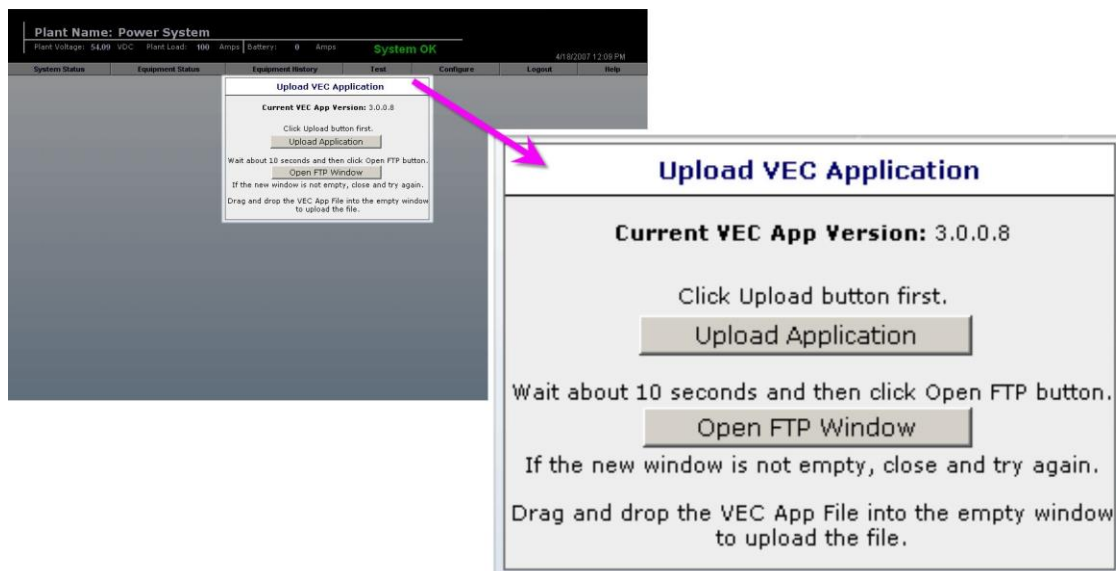 Plant Name: Power System
Plant Voltage: 54.09 VDC Plant Load: 100 Amps Battery: 0 Amps System OK
4/18/2007 12:09 PM
System Status Equipment Status Equipment History Test Configure Logout Help
Upload VEC Application
Current VEC App Version: 3.0.0.8
Click Upload button first.
Upload Application
Wait about 10 seconds and then click Open FTP button.
Open FTP Window
If the new window is not empty, close and try again.
Drag and drop the VEC App File into the empty window
to upload the file.
Upload VEC Application
Current VEC App Version: 3.0.0.8
Click Upload button first.
Upload Application
Wait about 10 seconds and then click Open FTP button.
Open FTP Window
If the new window is not empty, close and try again.
Drag and drop the VEC App File into the empty window
to upload the file.